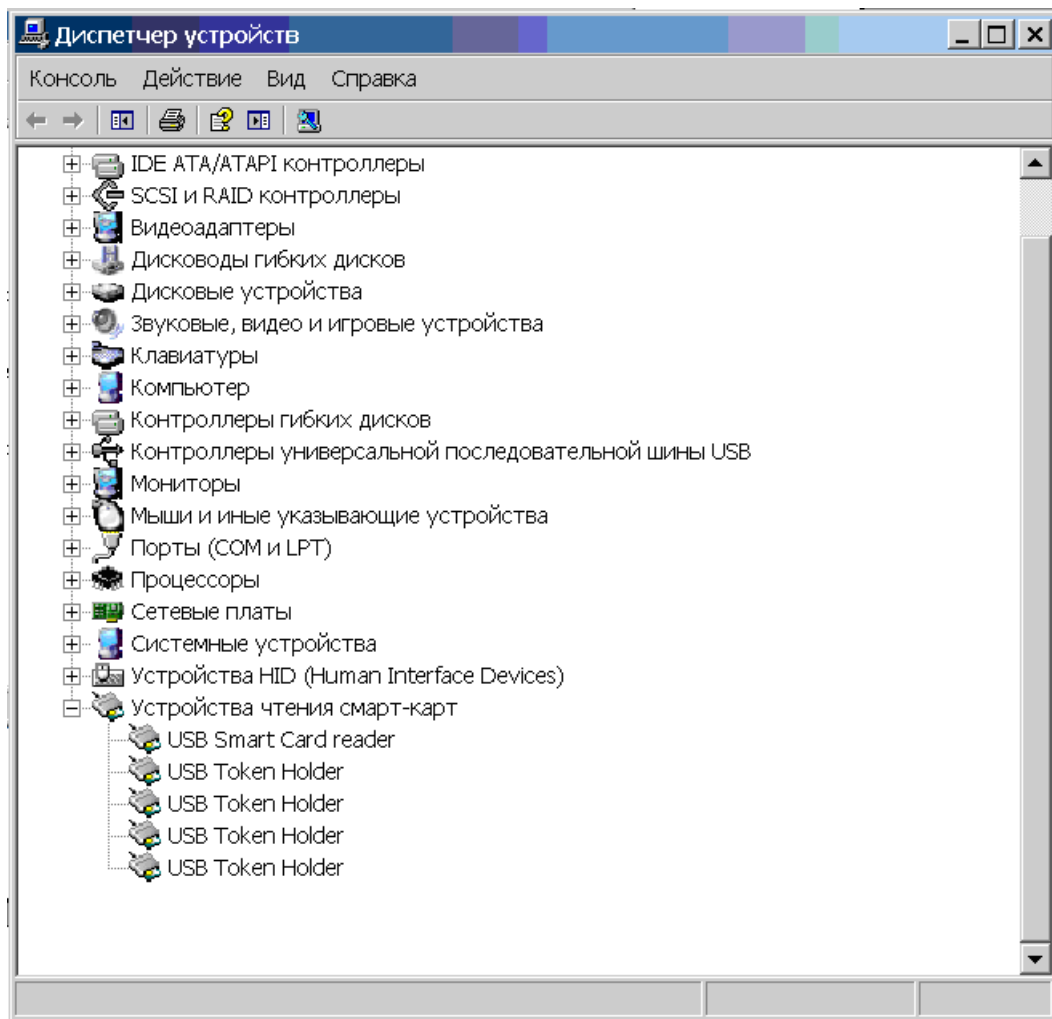 Диспетчер устройств
Консоль Действие Вид Справка
IDE ATA/ATAPI контроллеры
SCSI и RAID контроллеры
Видеоадаптеры
Дисководы гибких дисков
Дисковые устройства
Звуковые, видео и игровые устройства
Клавиатуры
Компьютер
Контроллеры гибких дисков
Контроллеры универсальной последовательной шины USB
Мониторы
Мыши и иные указывающие устройства
Порты (COM и LPT)
Процессоры
Сетевые платы
Системные устройства
Устройства HID (Human Interface Devices)
Устройства чтения смарт-карт
USB Smart Card reader
USB Token Holder
USB Token Holder
USB Token Holder
USB Token Holder